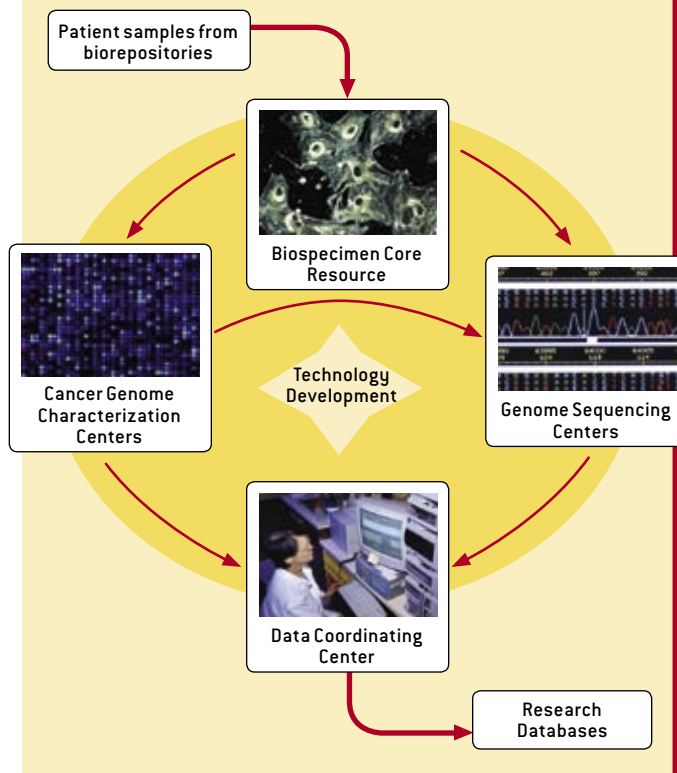 Patient samples from
biorepositories
Biospecimen Core
Resource
Cancer Genome
Characterization
Centers
Technology
Development
Genome Sequencing
Centers
Data Coordinating
Center
Research
Databases